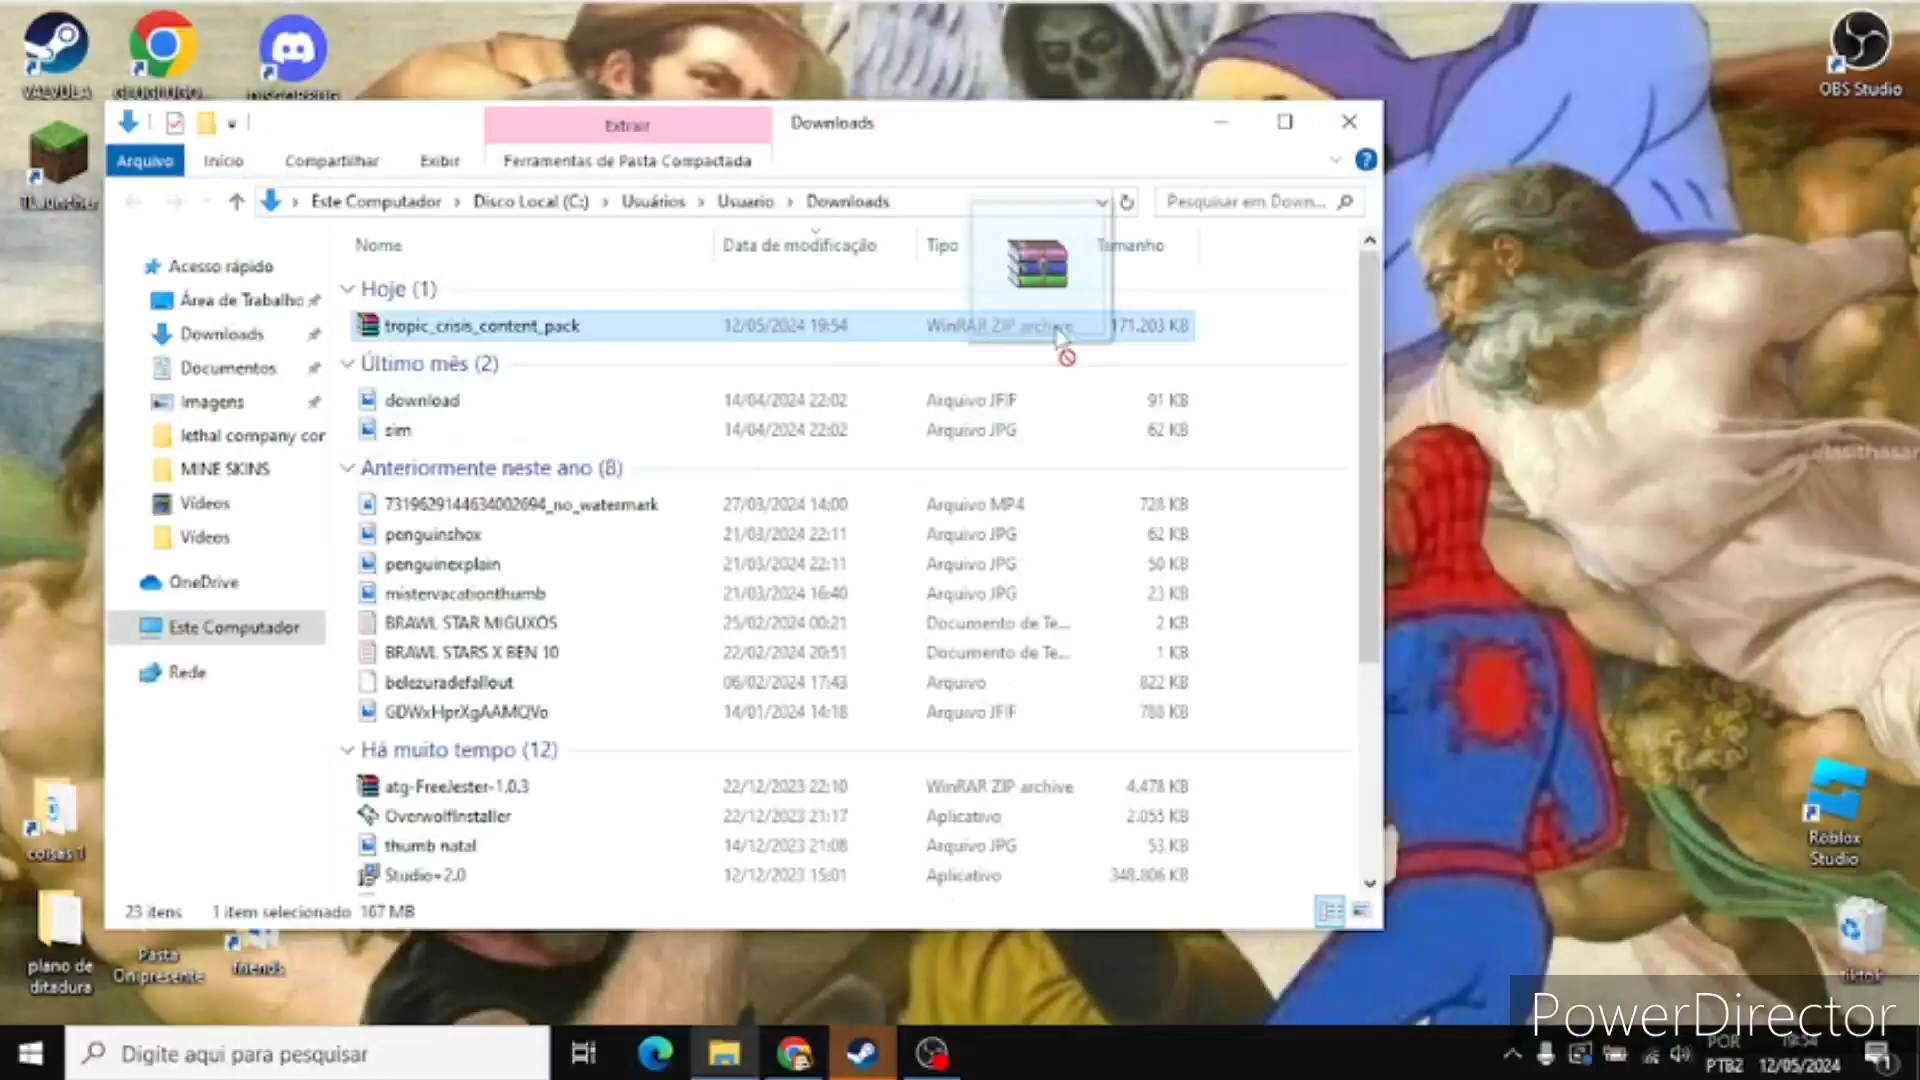 VALVULA
GLUGLUGO...
OBS Studio
Extrair
Downloads
Arquivo
Início
Compartilhar
Exibir
Ferramentas de Pasta Compactada
Este Computador > Disco Local (C:) > Usuários > Usuario > Downloads
Pesquisar em Down...
Nome
Data de modificação
Tipo
Tamanho
Acesso rápido
Área de Trabalho
Downloads
Documentos
Imagens
lethal company cor
MINE SKINS
Vídeos
Vídeos
OneDrive
Este Computador
Rede
Hoje (1)
tropic_crisis_content_pack 12/05/2024 19:54 WinRAR ZIP archive 171.203 KB
Último mês (2)
download 14/04/2024 22:02 Arquivo JFIF 91 KB
sim 14/04/2024 22:02 Arquivo JPG 62 KB
Anteriormente neste ano (8)
7319629144634002694_no_watermark 27/03/2024 14:00 Arquivo MP4 728 KB
penguinshox 21/03/2024 22:11 Arquivo JPG 62 KB
penguinexplain 21/03/2024 22:11 Arquivo JPG 50 KB
mistervacationthumb 21/03/2024 16:40 Arquivo JPG 23 KB
BRAWL STAR MIGUXOS 25/02/2024 00:21 Documento de Te... 2 KB
BRAWL STARS X BEN 10 22/02/2024 20:51 Documento de Te... 1 KB
belezuradefallout 06/02/2024 17:43 Arquivo 822 KB
GDWxHprXgAAMQVo 14/01/2024 14:18 Arquivo JFIF 788 KB
Há muito tempo (12)
atg-FreeJester-1.0.3 22/12/2023 22:10 WinRAR ZIP archive 4.478 KB
OverwolfInstaller 22/12/2023 21:17 Aplicativo 2.055 KB
thumb natal 14/12/2023 21:08 Arquivo JPG 53 KB
Studio+2.0 12/12/2023 15:01 Aplicativo 348.806 KB
23 itens 1 item selecionado 167 MB
coisas 1
plano de
ditadura
Pasta
Onipresente
friends
Roblox
Studio
tiktok
PowerDirector
Digite aqui para pesquisar
POR
PTB2
19:54
12/05/2024
1